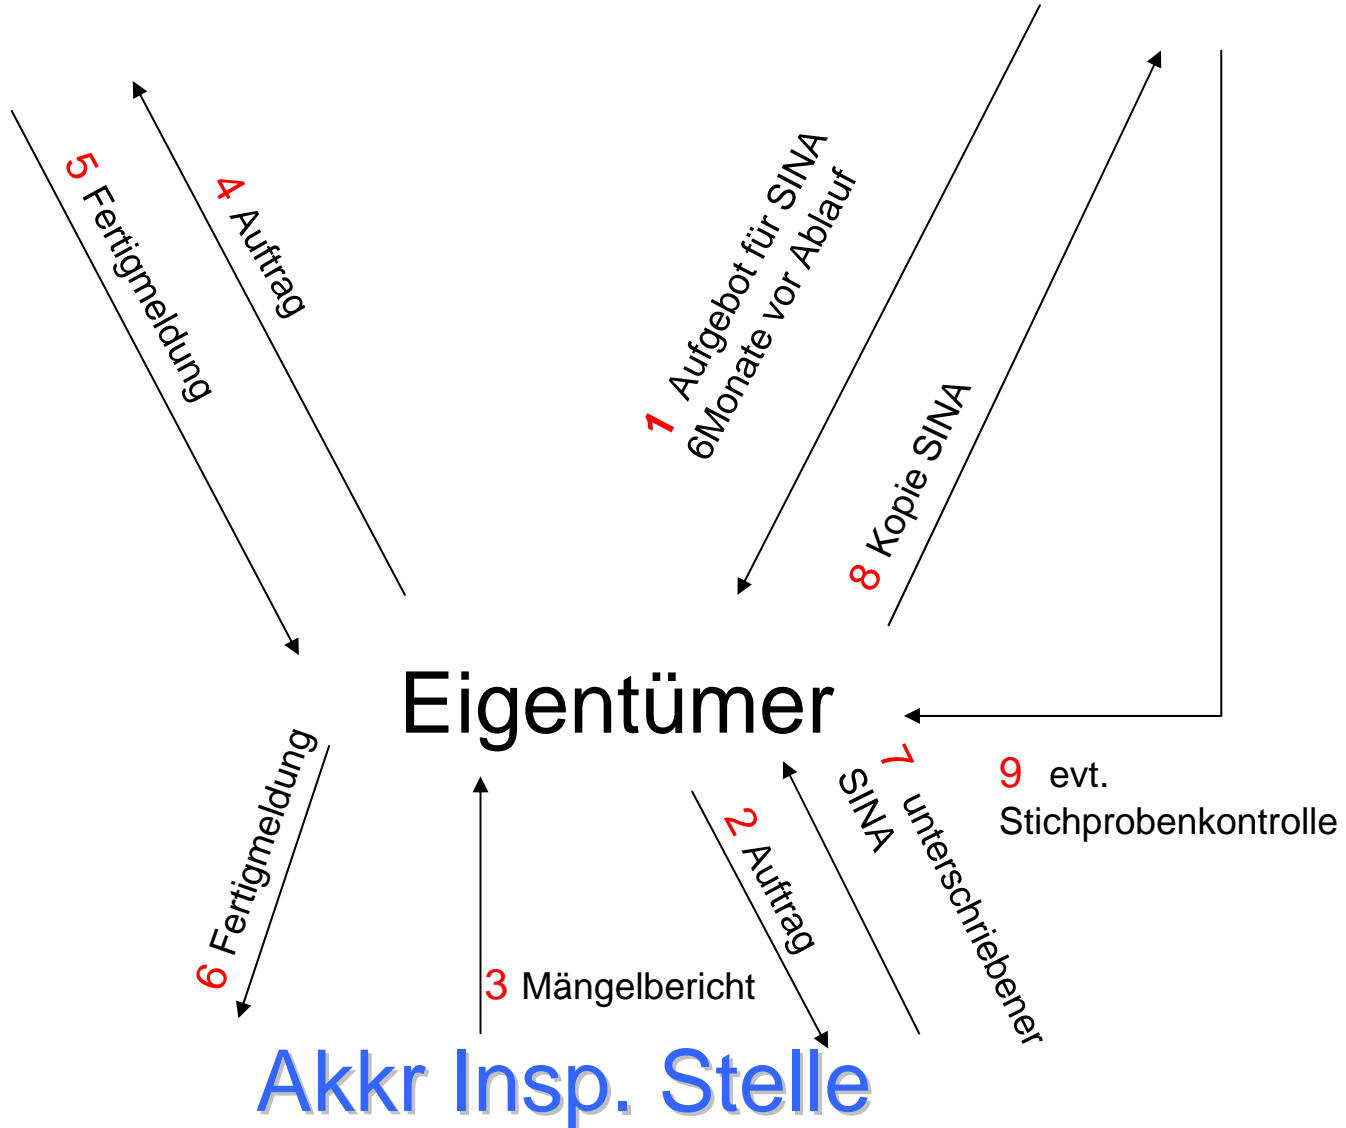 5 Fertigmeldung
4 Auftrag
1 Aufgebot für SINA
6Monate vor Ablauf
8 Kopie SINA
Eigentümer
6 Fertigmeldung
3 Mängelbericht
2 Auftrag
7 unterschriebener
SINA
9 evt.
Stichprobenkontrolle
Akkr Insp. Stelle